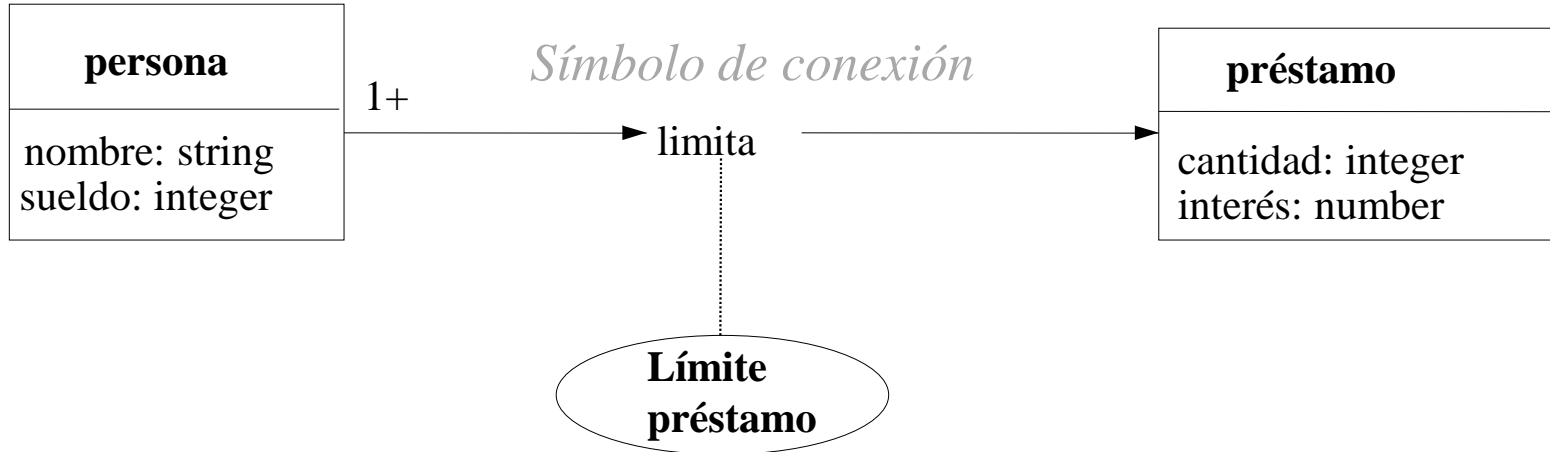 persona
nombre: string
sueldo: integer
1+
Símbolo de conexión
limita
préstamo
cantidad: integer
interés: number
Límite
préstamo